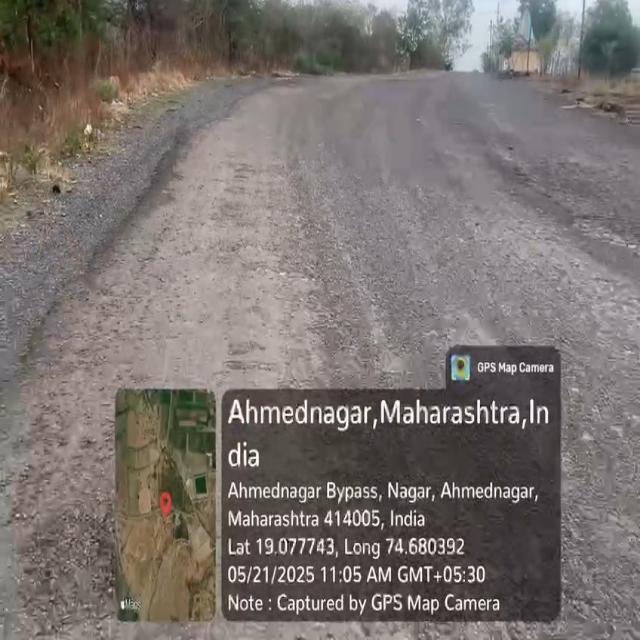 GPS Map Camera
Ahmednagar,Maharashtra,In
dia
Ahmednagar Bypass, Nagar, Ahmednagar,
Maharashtra 414005, India
Lat 19.077743, Long 74.680392
05/21/2025 11:05 AM GMT+05:30
Note : Captured by GPS Map Camera
Maps